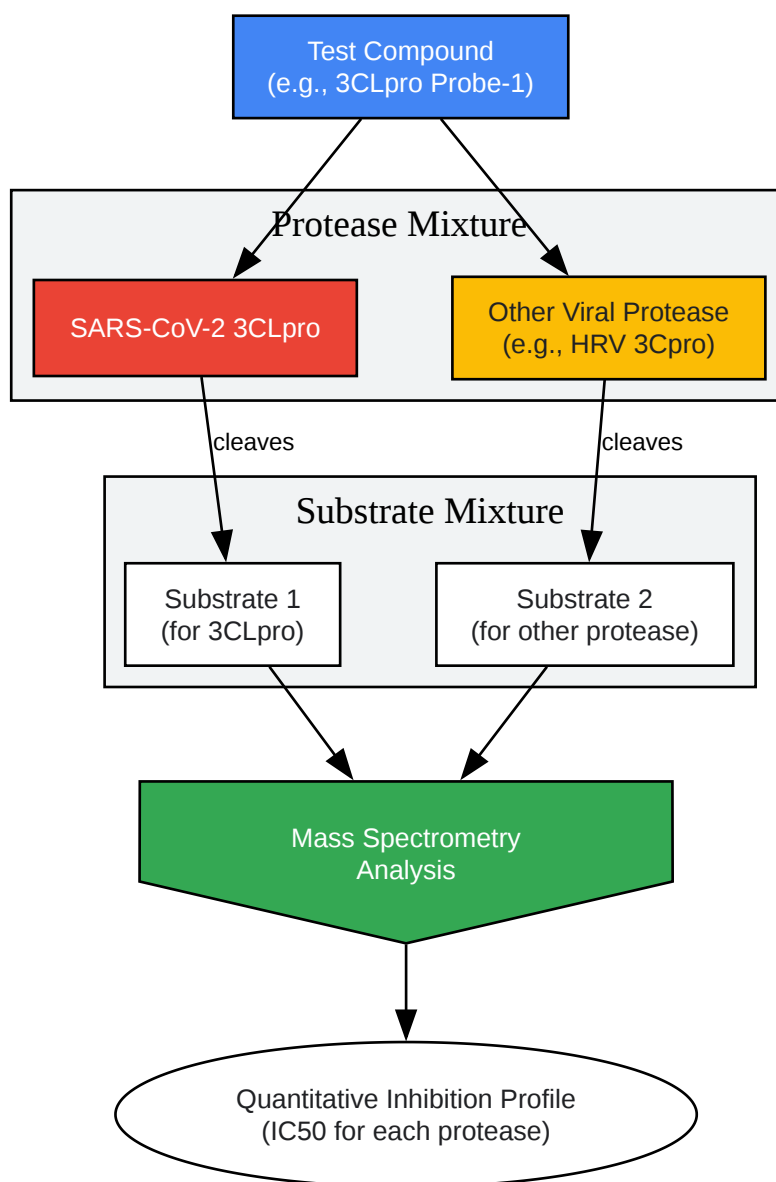 Test Compound
(e.g., 3CLpro Probe-1)
Protease Mixture
SARS-CoV-2 3CLpro
Other Viral Protease
(e.g., HRV 3Cpro)
cleaves
cleaves
Substrate Mixture
Substrate 1
(for 3CLpro)
Substrate 2
(for other protease)
Mass Spectrometry
Analysis
Quantitative Inhibition Profile
(IC50 for each protease)